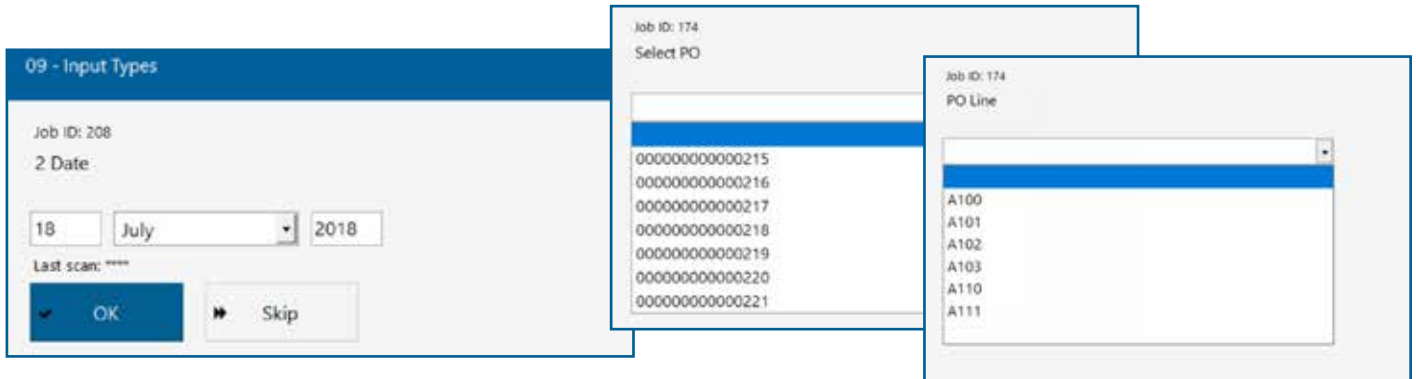 09 - Input Types
Job ID: 208
2 Date
18 July 2018
Last scan: ****
OK Skip
Job ID: 174
Select PO
000000000000215
000000000000216
000000000000217
000000000000218
000000000000219
000000000000220
000000000000221
Job ID: 174
PO Line
A100
A101
A102
A103
A110
A111